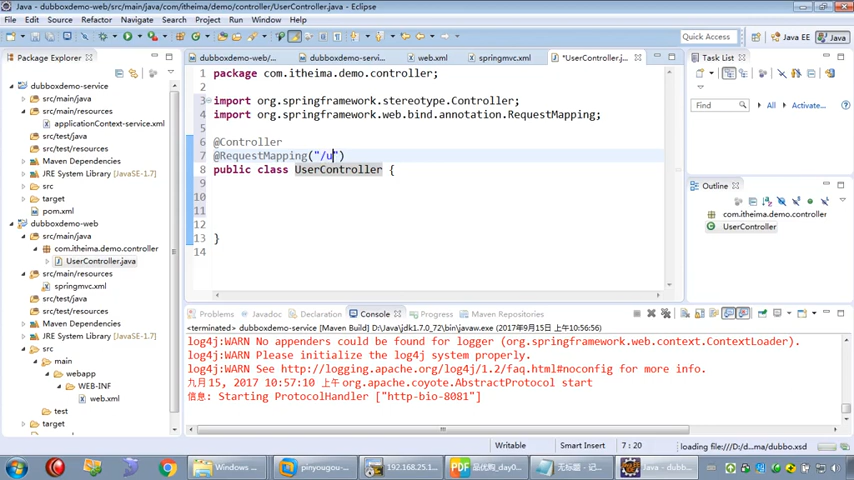 Java - dubboxdemo-web/src/main/java/com/itheima/demo/controller/UserController.java - Eclipse
File Edit Source Refactor Navigate Search Project Run Window Help
Quick Access
Java EE
Java
Package Explorer
dubboxdemo-service
src/main/java
src/main/resources
applicationContext-service.xml
src/test/java
src/test/resources
Maven Dependencies
JRE System Library [JavaSE-1.7]
src
target
pom.xml
dubboxdemo-web
src/main/java
com.itheima.demo.controller
UserController.java
src/main/resources
springmvc.xml
src/test/java
src/test/resources
Maven Dependencies
JRE System Library [JavaSE-1.7]
src
main
webapp
WEB-INF
web.xml
test
target
dubboxdemo-web/...
dubboxdemo-servic...
web.xml
springmvc.xml
*UserController.j...
1 package com.itheima.demo.controller;
2
3 import org.springframework.stereotype.Controller;
4 import org.springframework.web.bind.annotation.RequestMapping;
5
6 @Controller
7 @RequestMapping("/u")
8 public class UserController {
9
10
11
12
13 }
14
Task List
Find
All
Activate...
Outline
com.itheima.demo.controller
UserController
Problems Javadoc Declaration Console Progress Maven Repositories
<terminated> dubboxdemo-service [Maven Build] D:\Java\jdk1.7.0_72\bin\javaw.exe (2017年9月15日 上午10:56:56)
log4j:WARN No appenders could be found for logger (org.springframework.web.context.ContextLoader).
log4j:WARN Please initialize the log4j system properly.
log4j:WARN See http://logging.apache.org/log4j/1.2/faq.html#noconfig for more info.
九月 15, 2017 10:57:10 上午 org.apache.coyote.AbstractProtocol start
信息: Starting ProtocolHandler ["http-bio-8081"]
Writable
Smart Insert
7 : 20
loading file:///D:/d...ma/dubbo.xsd
Windows ...
pinyougou-...
192.168.25.1...
品优购_day0...
无标题 - 记...
Java - dubb...